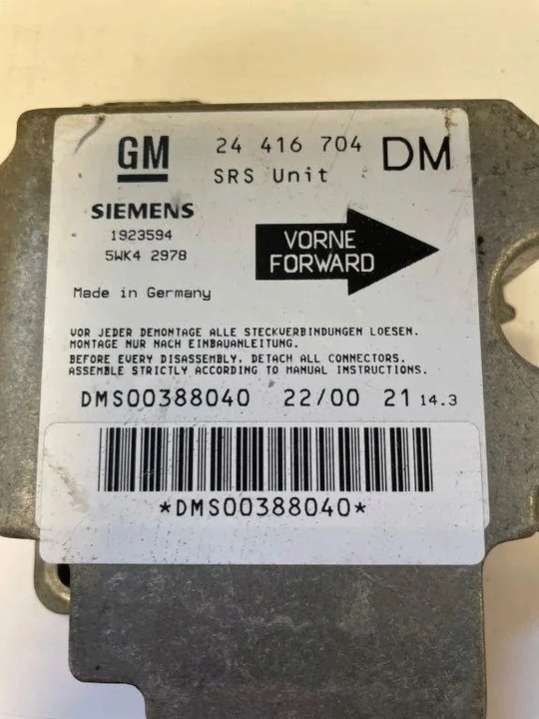 GM 24 416 704 DM
SRS Unit
SIEMENS
1923594
5WK4 2978
VORNE
FORWARD
Made in Germany
VOR JEDER DEMONTAGE ALLE STECKVERBINDUNGEN LOESEN.
MONTAGE NUR NACH EINBAUANLEITUNG.
BEFORE EVERY DISASSEMBLY, DETACH ALL CONNECTORS.
ASSEMBLE STRICTLY ACCORDING TO MANUAL INSTRUCTIONS.
DMS00388040 22/00 21 14.3
*DMS00388040*